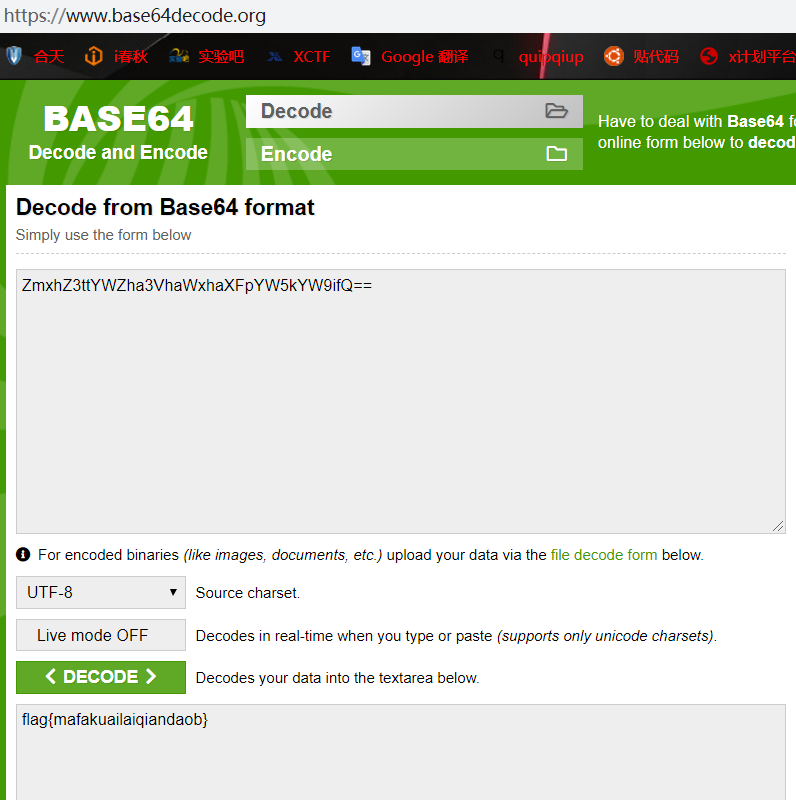 https://www.base64decode.org
合天 i春秋 实验吧 XCTF Google 翻译 quipqiup 贴代码 x计划平台
BASE64
Decode and Encode
Decode
Encode
Have to deal with Base64 fo
online form below to decod
Decode from Base64 format
Simply use the form below
ZmxhZ3ttYWZha3VhaWxhaXFpYW5kYW9ifQ==
For encoded binaries (like images, documents, etc.) upload your data via the file decode form below.
UTF-8 Source charset.
Live mode OFF Decodes in real-time when you type or paste (supports only unicode charsets).
< DECODE > Decodes your data into the textarea below.
flag{mafakuailaiqiandaob}